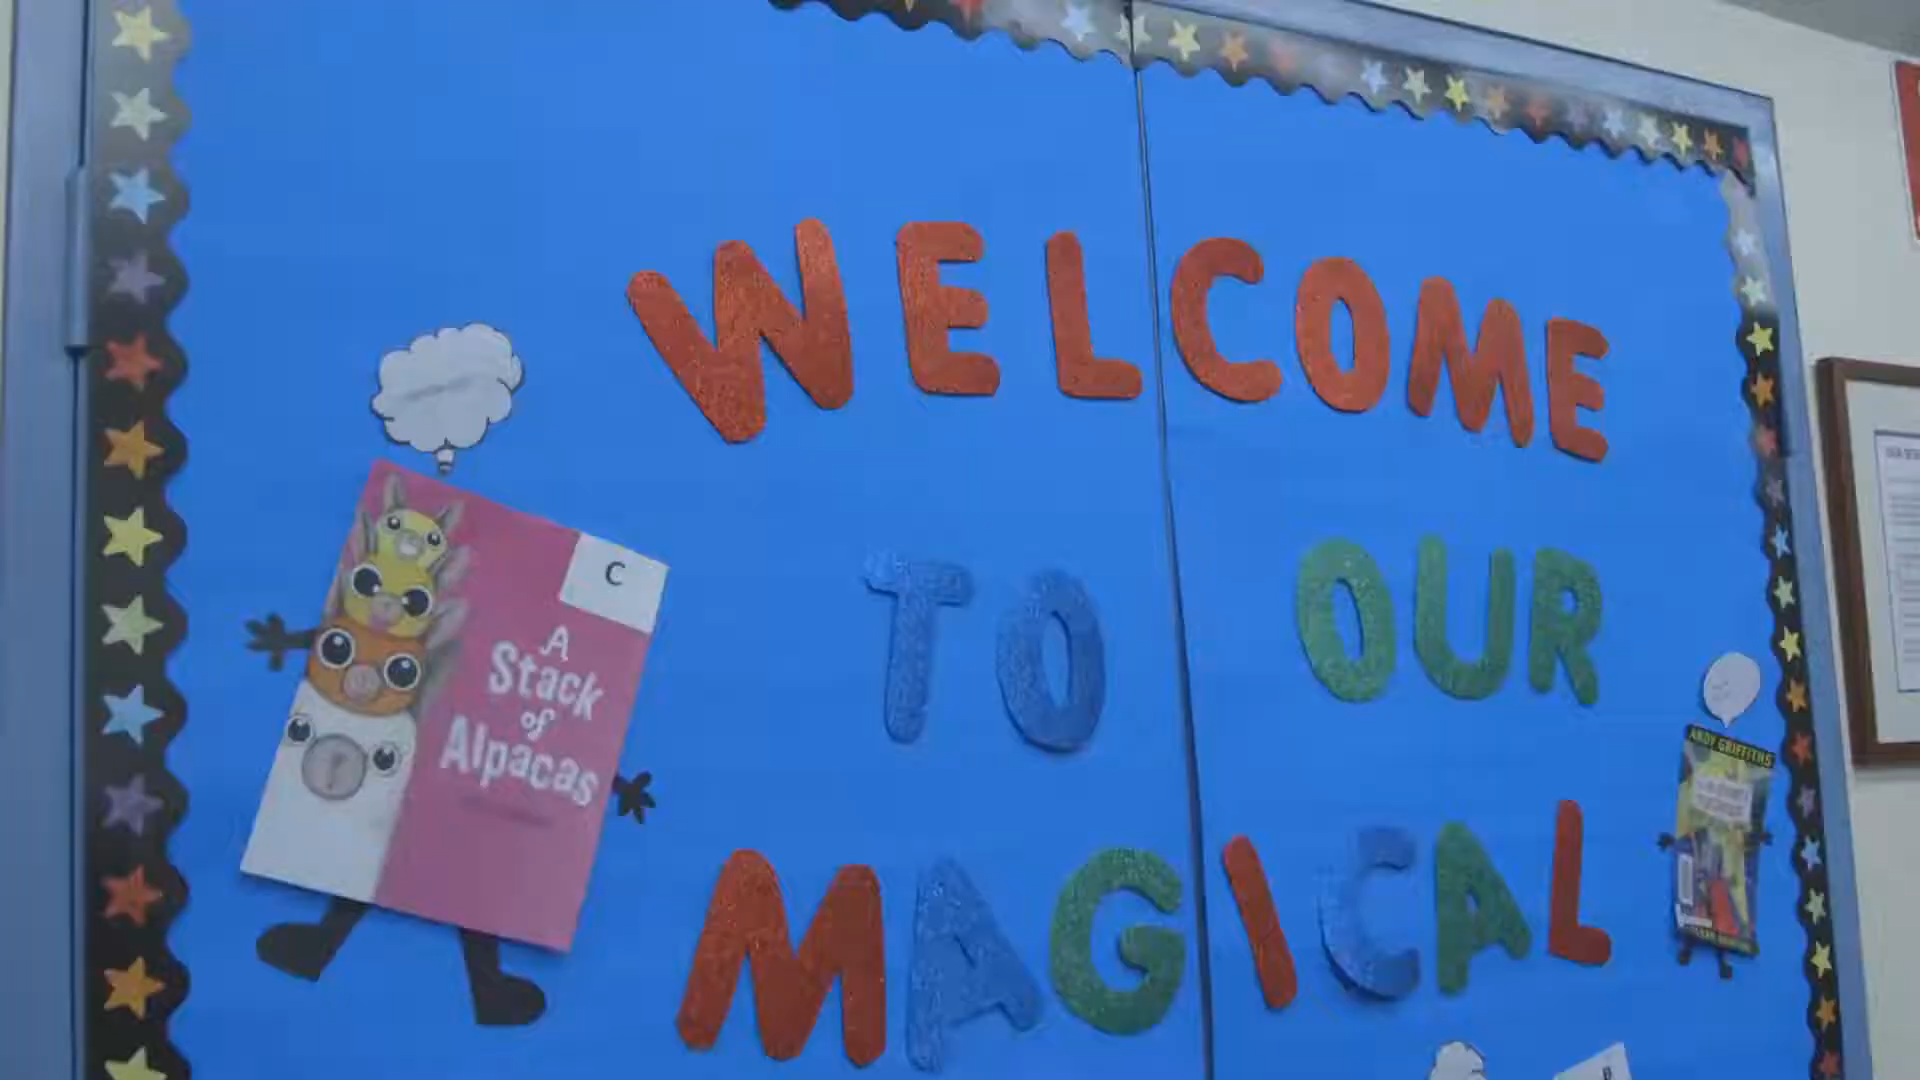 WELCOME
TO OUR
MAGICAL
C
A
Stack
of
Alpacas
ANDY GRIFFITHS